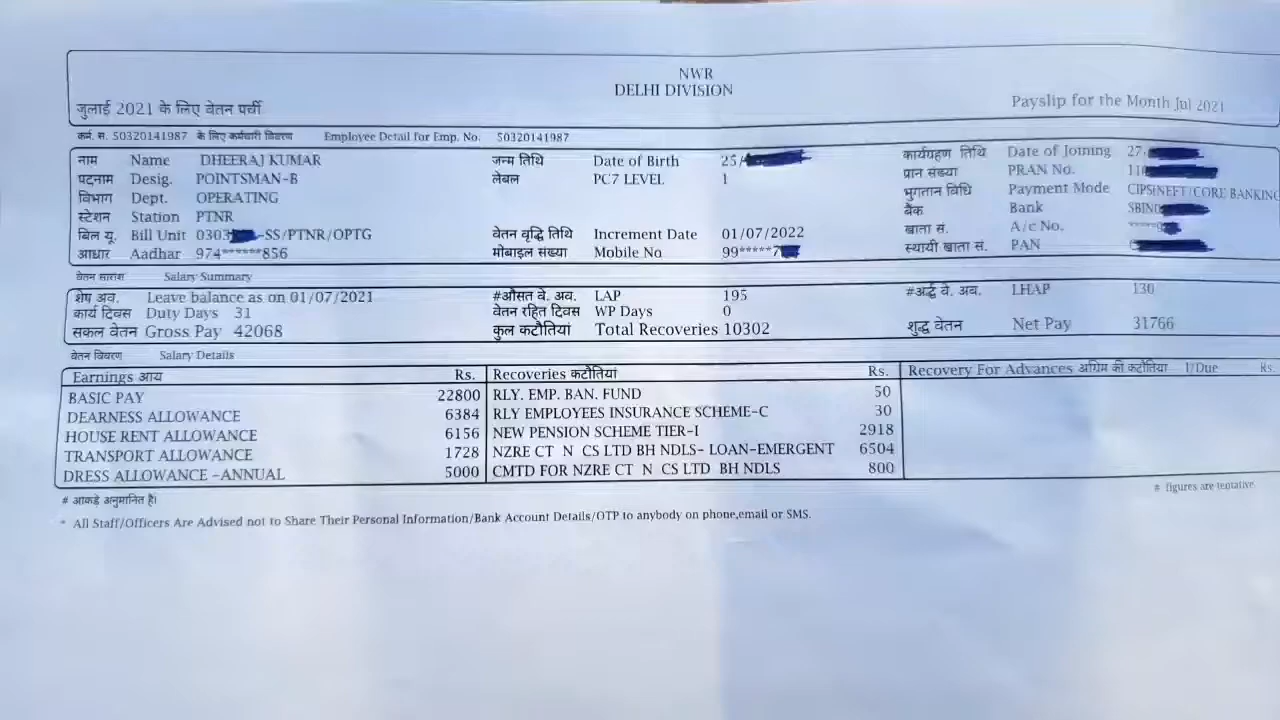 NWR
DELHI DIVISION
जुलाई 2021 के लिए वेतन पर्ची Payslip for the Month Jul 2021
कर्म. स. 50320141987 के लिए कर्मचारी विवरण Employee Detail for Emp. No. 50320141987
नाम Name DHEERAJ KUMAR जन्म तिथि Date of Birth 25/ कार्यग्रहण तिथि Date of Joining 27.
पदनाम Desig. POINTSMAN-B लेबल PC7 LEVEL 1 प्रान संख्या PRAN No. 110
विभाग Dept. OPERATING भुगतान विधि Payment Mode CIPS(NEFT/CORE BANKING
स्टेशन Station PTNR बैंक Bank SBIN0
बिल यू. Bill Unit 0303 -SS/PTNR/OPTG वेतन वृद्धि तिथि Increment Date 01/07/2022 खाता सं. A/c No.
आधार Aadhar 974******856 मोबाइल संख्या Mobile No 99*****7 स्थायी खाता सं. PAN
वेतन सारांश Salary Summary
शेष अव. Leave balance as on 01/07/2021 #औसत वे. अव. LAP 195 #अर्द्ध वे. अव. LHAP 130
कार्य दिवस Duty Days 31 वेतन रहित दिवस WP Days 0
सकल वेतन Gross Pay 42068 कुल कटौतियां Total Recoveries 10302 शुद्ध वेतन Net Pay 31766
वेतन विवरण Salary Details
Earnings आय Rs. Recoveries कटौतियां Rs. Recovery For Advances अग्रिम की कटौतियां I/Due Rs.
BASIC PAY 22800 RLY. EMP. BAN. FUND 50
DEARNESS ALLOWANCE 6384 RLY EMPLOYEES INSURANCE SCHEME-C 30
HOUSE RENT ALLOWANCE 6156 NEW PENSION SCHEME TIER-I 2918
TRANSPORT ALLOWANCE 1728 NZRE CT N CS LTD BH NDLS- LOAN-EMERGENT 6504
DRESS ALLOWANCE -ANNUAL 5000 CMTD FOR NZRE CT N CS LTD BH NDLS 800
# आकडे अनुमानित है। # figures are tentative
* All Staff/Officers Are Advised not to Share Their Personal Information/Bank Account Details/OTP to anybody on phone,email or SMS.